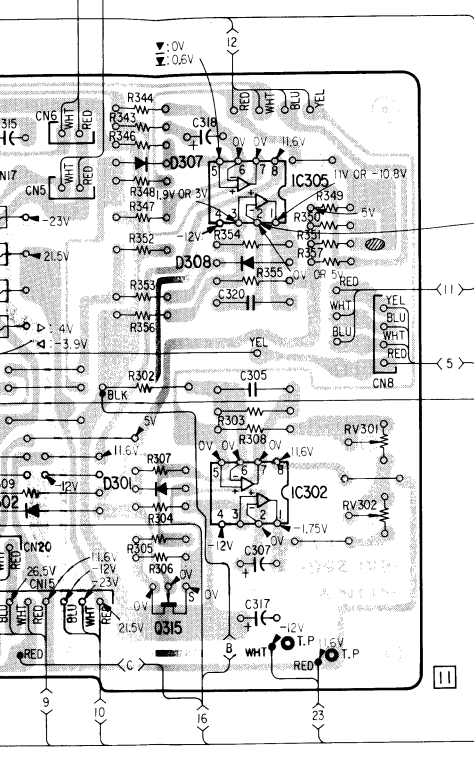 ▼:0V
▼:0.6V
12
R344
R343
R346
C318
RED
WHT
BLU
YEL
CN6
WHT
RED
C315
0V 0V 11.6V
D307
5 6 7 8
IC305
CN17
WHT
RED
CN5
R348
1.9V OR 3V
11V OR -10.8V
R347
R349
R350
5V
-23V
4 3 2 1
-12V
R354
R351
R352
R357
D308
21.5V
R355
0V OR 5V
R353
C320
RED
11
WHT
YEL
BLU
R356
▷: 4V
◁: -3.9V
BLU
WHT
YEL
RED
5
R302
CN8
BLK
C305
5V
R303
R308
RV301
11.6V
R307
0V 0V 0V 11.6V
5 6 7 8
D301
-12V
IC302
R304
RV302
4 3 2 1
-1.75V
-12V
R305
CN20
RED
C307
R306
26.5V
CN15
11.6V
-12V
-23V
0V
0V
S
0V
BLU
WHT
RED
BLU
WHT
RED
21.5V
Q315
C317
-12V
T.P
11.6V
T.P
B
WHT
RED
RED
C
11
9
10
16
23